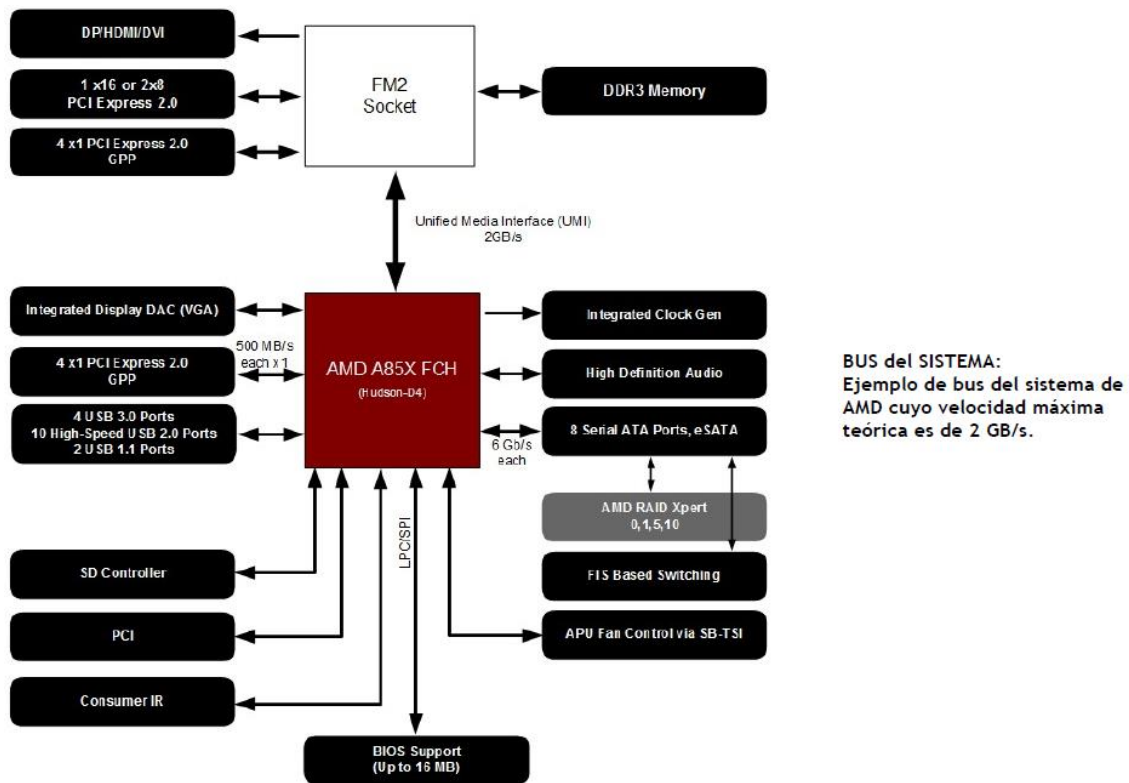 DP/HDMI/DVI
1 x16 or 2x8
PCI Express 2.0
4 x1 PCI Express 2.0
GPP
FM2
Socket
DDR3 Memory
Unified Media Interface (UMI)
2GB/s
Integrated Display DAC (VGA)
500 MB/s
each x 1
4 x1 PCI Express 2.0
GPP
4 USB 3.0 Ports
10 High-Speed USB 2.0 Ports
2 USB 1.1 Ports
AMD A85X FCH
(Hudson-D4)
Integrated Clock Gen
High Definition Audio
8 Serial ATA Ports, eSATA
6 Gb/s
each
AMD RAID Xpert
0,1,5,10
FIS Based Switching
APU Fan Control via SB-TSI
LPC/SPI
SD Controller
PCI
Consumer IR
BIOS Support
(Up to 16 MB)
BUS del SISTEMA:
Ejemplo de bus del sistema de
AMD cuyo velocidad máxima
teórica es de 2 GB/s.